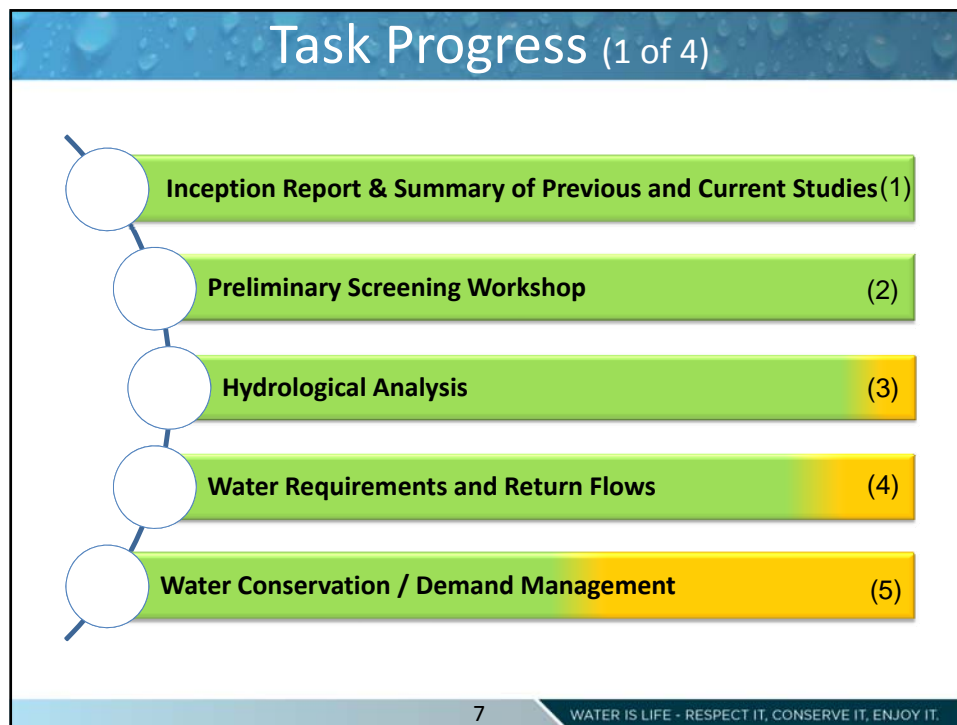 Task Progress (1 of 4)
Inception Report & Summary of Previous and Current Studies (1)
Preliminary Screening Workshop (2)
Hydrological Analysis (3)
Water Requirements and Return Flows (4)
Water Conservation / Demand Management (5)
7 WATER IS LIFE - RESPECT IT, CONSERVE IT, ENJOY IT.